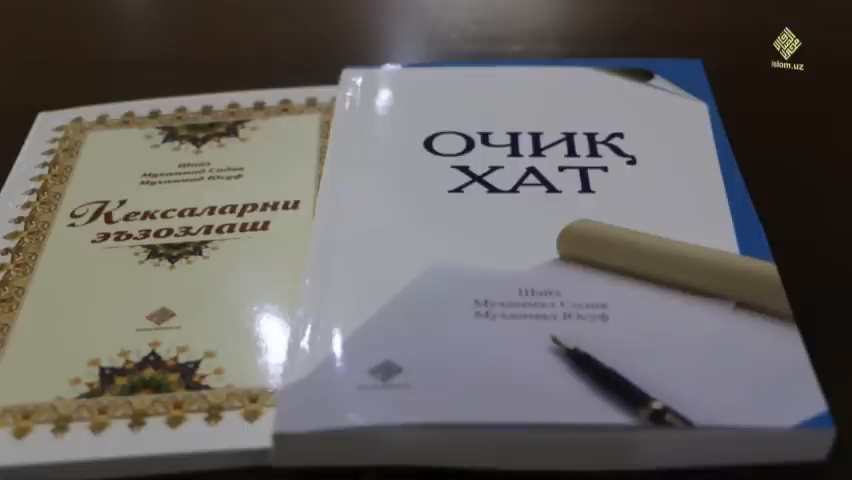 islom.uz
Шайх
Муҳаммад Содиқ
Муҳаммад Юсуф
Кексаларни
эъзозлаш
ОЧИҚ
ХАТ
Шайх
Муҳаммад Содиқ
Муҳаммад Юсуф